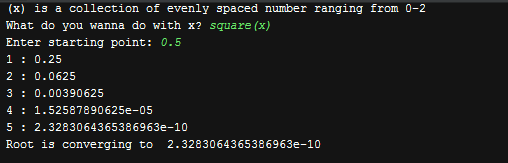 (x) is a collection of evenly spaced number ranging from 0-2
What do you wanna do with x? square(x)
Enter starting point: 0.5
1 : 0.25
2 : 0.0625
3 : 0.00390625
4 : 1.52587890625e-05
5 : 2.3283064365386963e-10
Root is converging to  2.3283064365386963e-10